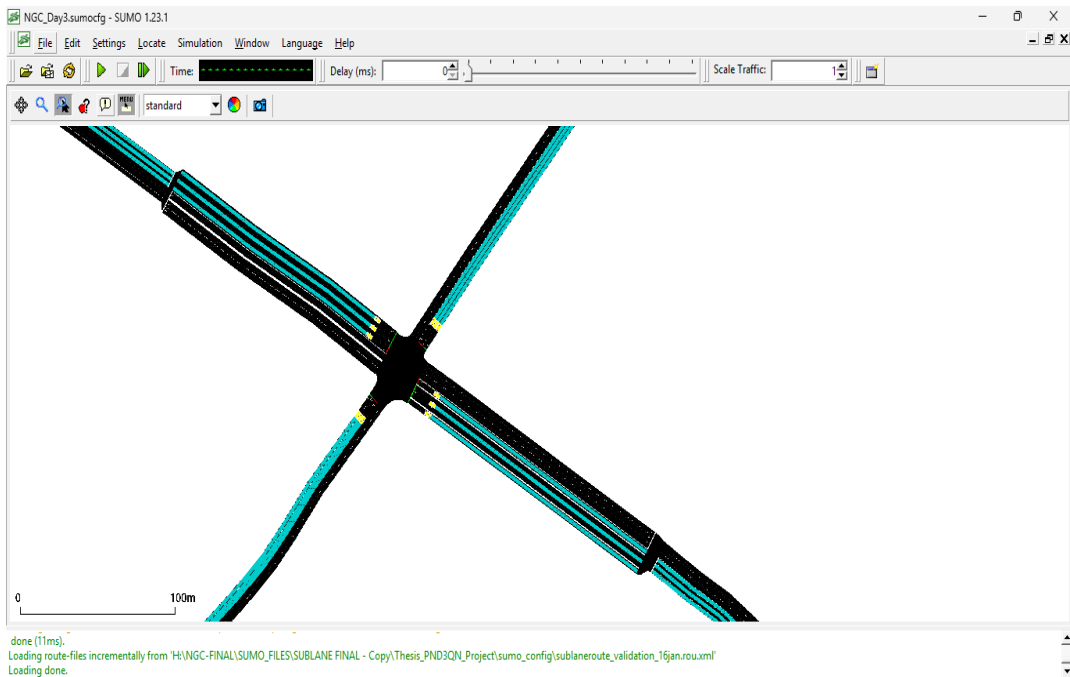 NGC_Day3.sumocfg - SUMO 1.23.1
File Edit Settings Locate Simulation Window Language Help
Time: Delay (ms): 0 Scale Traffic: 1
MENU standard
0 100m
done (11ms).
Loading route-files incrementally from 'H:\NGC-FINAL\SUMO_FILES\SUBLANE FINAL - Copy\Thesis_PND3QN_Project\sumo_config\sublaneroute_validation_16jan.rou.xml'
Loading done.